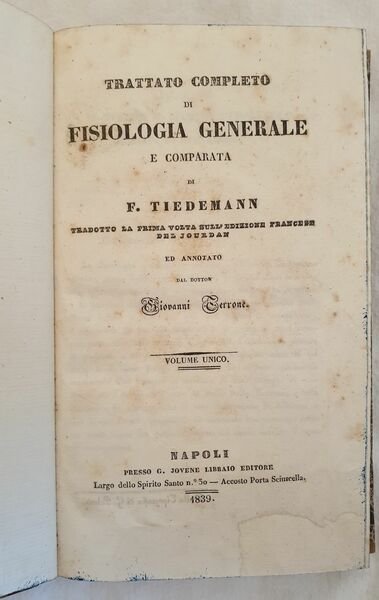 TRATTATO COMPLETO
DI
FISIOLOGIA GENERALE
E COMPARATA
DI
F. TIEDEMANN
TRADOTTO LA PRIMA VOLTA SULL'EDIZIONE FRANCESE
DEL JOURDAN
ED ANNOTATO
DAL DOTTOR
Giovanni Terrone.
VOLUME UNICO.
NAPOLI
PRESSO G. JOVENE LIBRAIO EDITORE
Largo dello Spirito Santo n.° 30 — Accosto Porta Sciuscella.
1839.